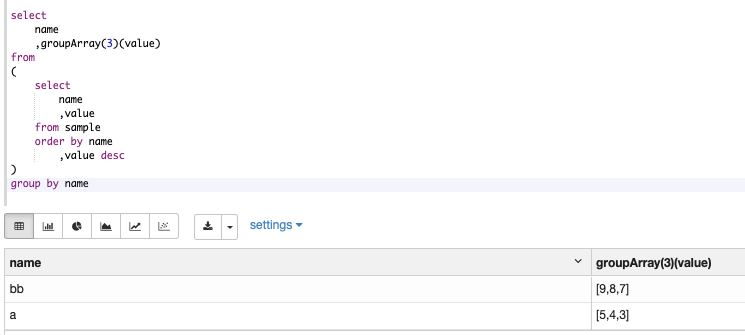 select
name
,groupArray(3)(value)
from
(
select
name
,value
from sample
order by name
,value desc
)
group by name
settings
name groupArray(3)(value)
bb [9,8,7]
a [5,4,3]